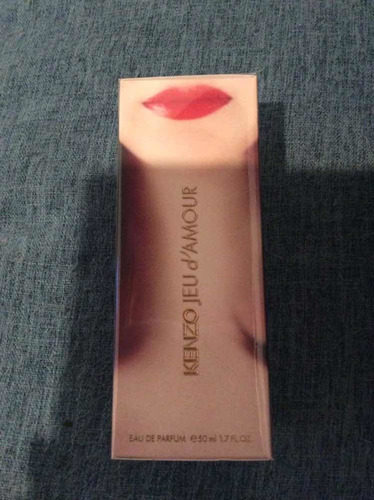 KENZO JEU d'AMOUR
EAU DE PARFUM ℮50 ml 1.7 FL.OZ.